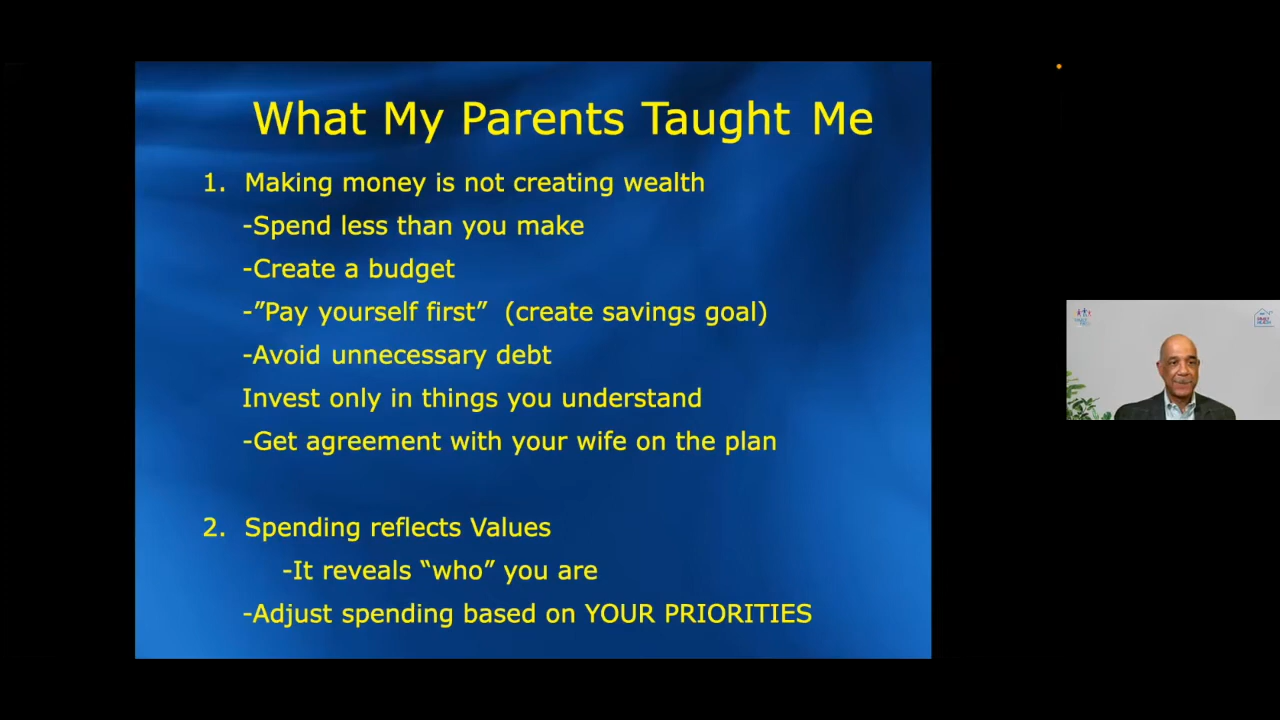 What My Parents Taught Me
1. Making money is not creating wealth
-Spend less than you make
-Create a budget
-”Pay yourself first” (create savings goal)
-Avoid unnecessary debt
Invest only in things you understand
-Get agreement with your wife on the plan
2. Spending reflects Values
-It reveals “who” you are
-Adjust spending based on YOUR PRIORITIES